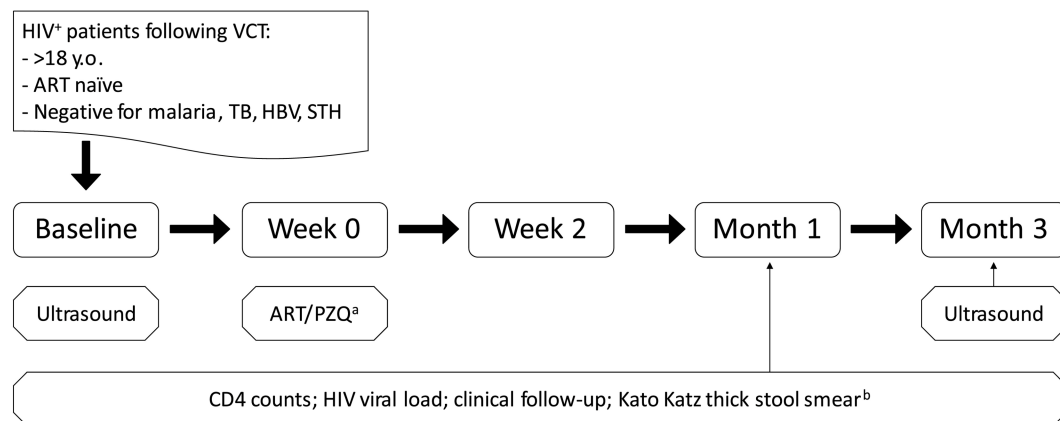 HIV⁺ patients following VCT:
- >18 y.o.
- ART naïve
- Negative for malaria, TB, HBV, STH
Baseline
Week 0
Week 2
Month 1
Month 3
Ultrasound
ART/PZQᵃ
Ultrasound
CD4 counts; HIV viral load; clinical follow-up; Kato Katz thick stool smearᵇ